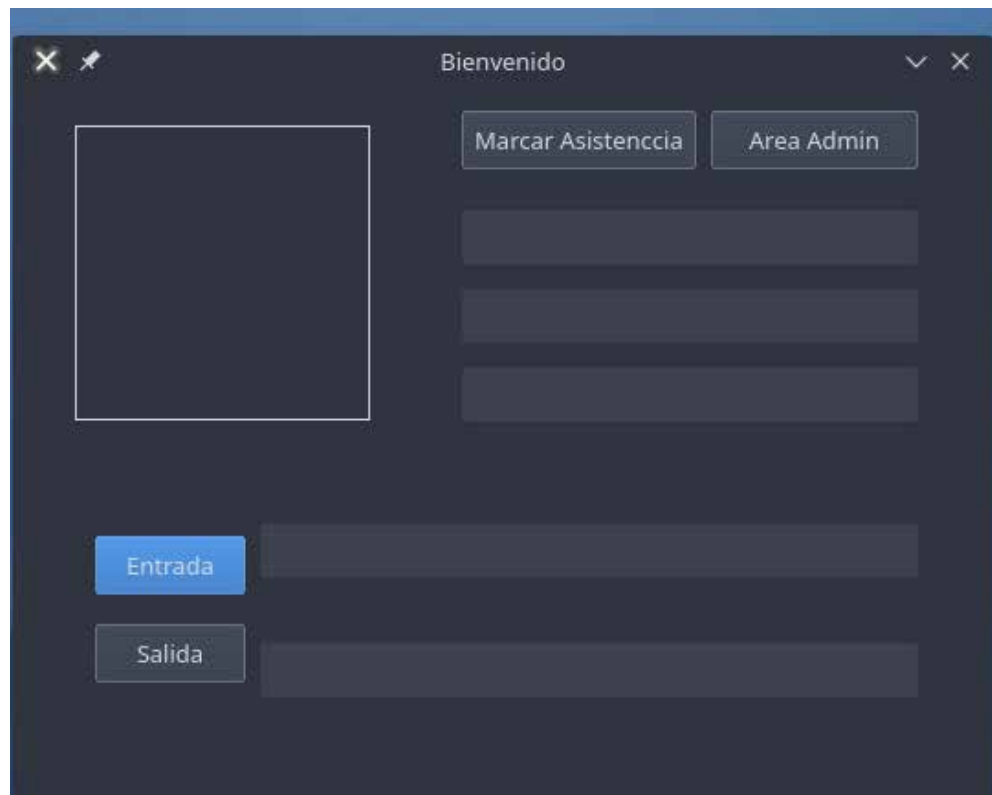 Bienvenido
Marcar Asistenccia
Area Admin
Entrada
Salida